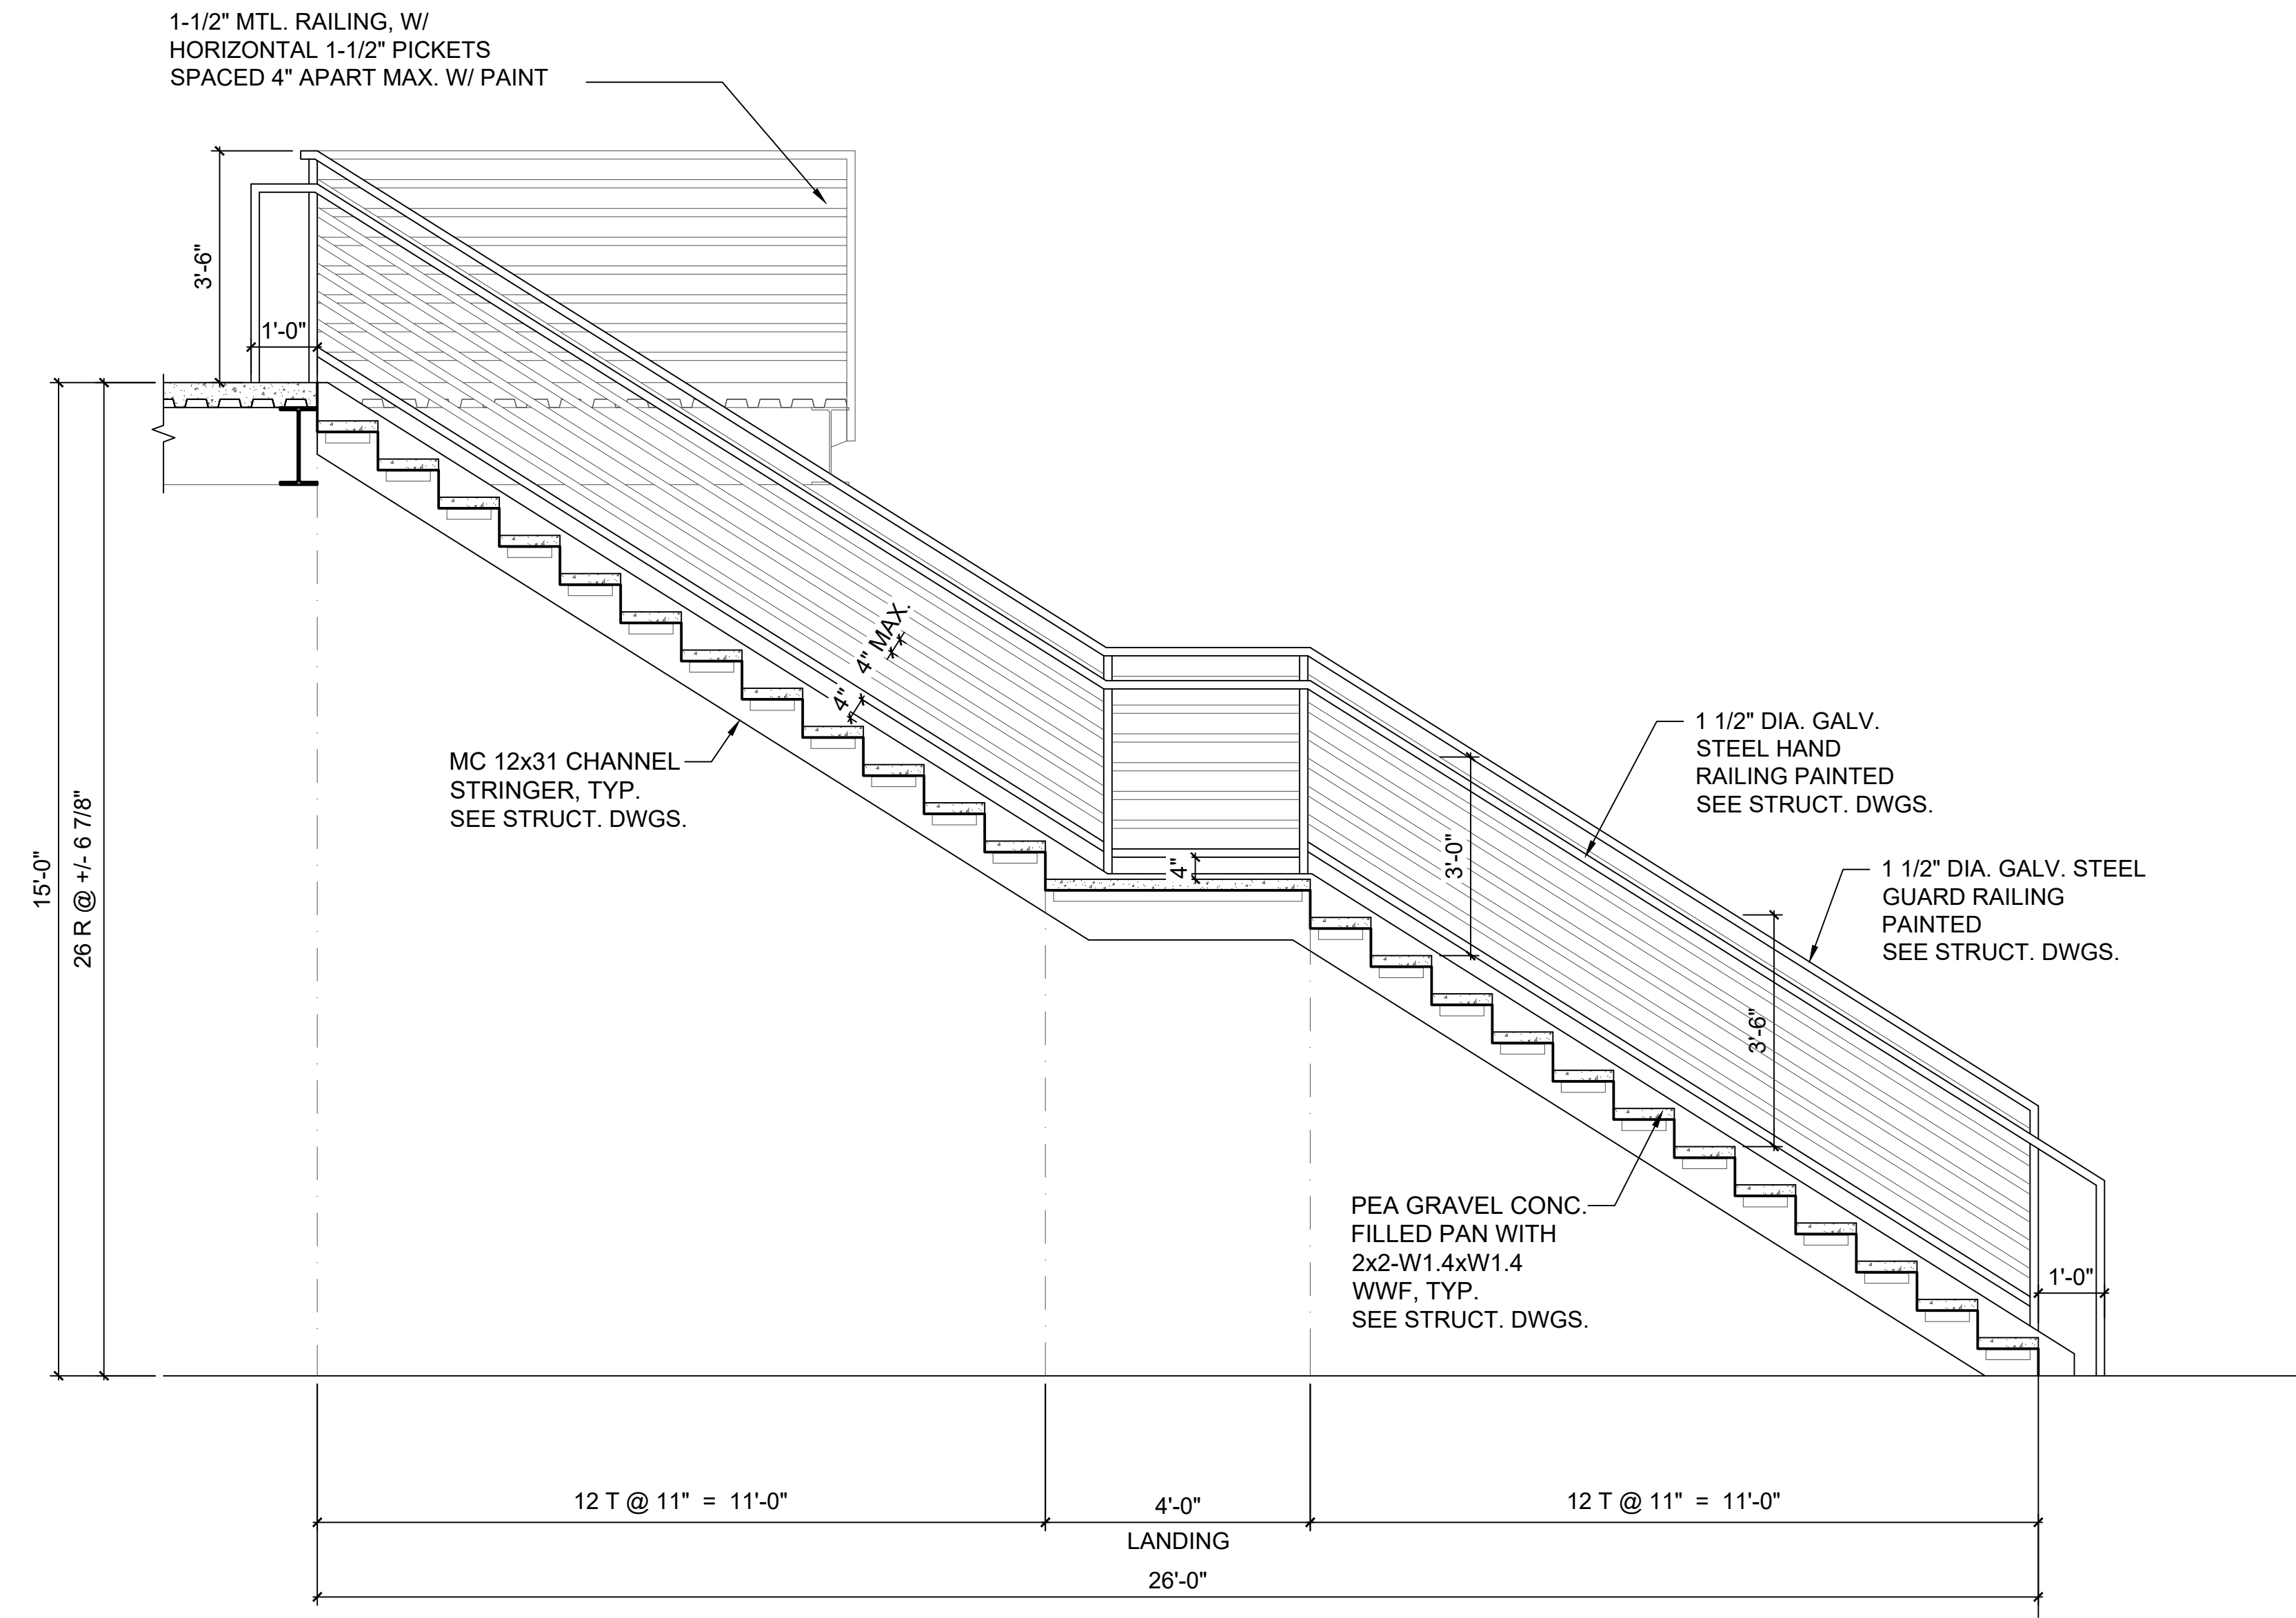 1-1/2" MTL. RAILING, W/
HORIZONTAL 1-1/2" PICKETS
SPACED 4" APART MAX. W/ PAINT
3'-6"
1'-0"
15'-0"
26 R @ +/- 6 7/8"
4" MAX.
4"
MC 12x31 CHANNEL
STRINGER, TYP.
SEE STRUCT. DWGS.
4"
3'-0"
1 1/2" DIA. GALV.
STEEL HAND
RAILING PAINTED
SEE STRUCT. DWGS.
1 1/2" DIA. GALV. STEEL
GUARD RAILING
PAINTED
SEE STRUCT. DWGS.
3'-6"
PEA GRAVEL CONC.
FILLED PAN WITH
2x2-W1.4xW1.4
WWF, TYP.
SEE STRUCT. DWGS.
1'-0"
12 T @ 11" = 11'-0"
4'-0"
LANDING
12 T @ 11" = 11'-0"
26'-0"